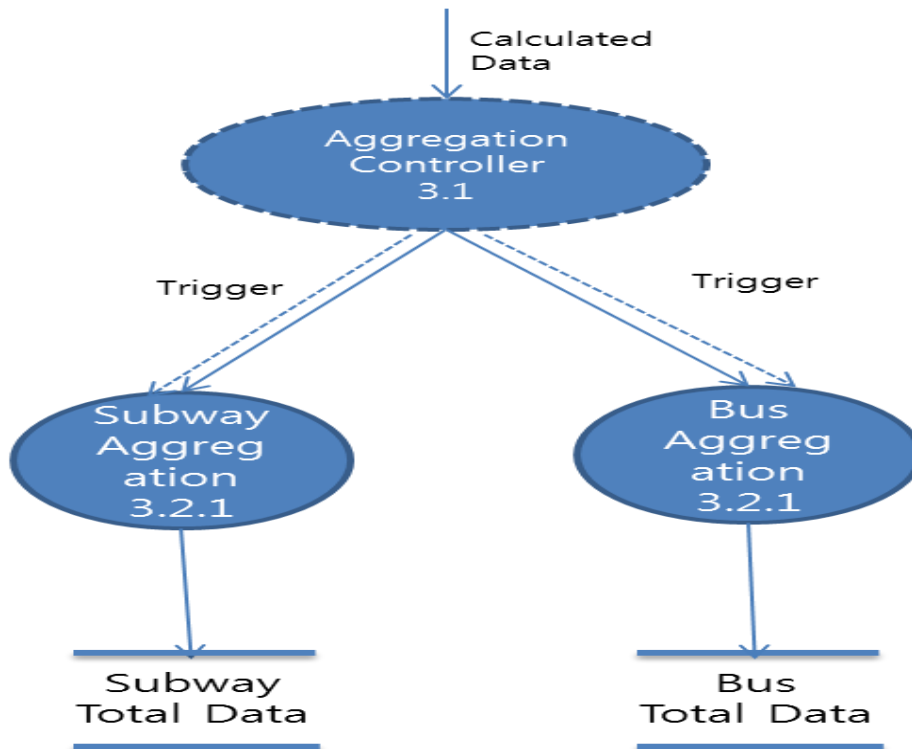 Calculated
Data
Aggregation
Controller
3.1
Trigger
Trigger
Subway
Aggreg
ation
3.2.1
Bus
Aggreg
ation
3.2.1
Subway
Total Data
Bus
Total Data